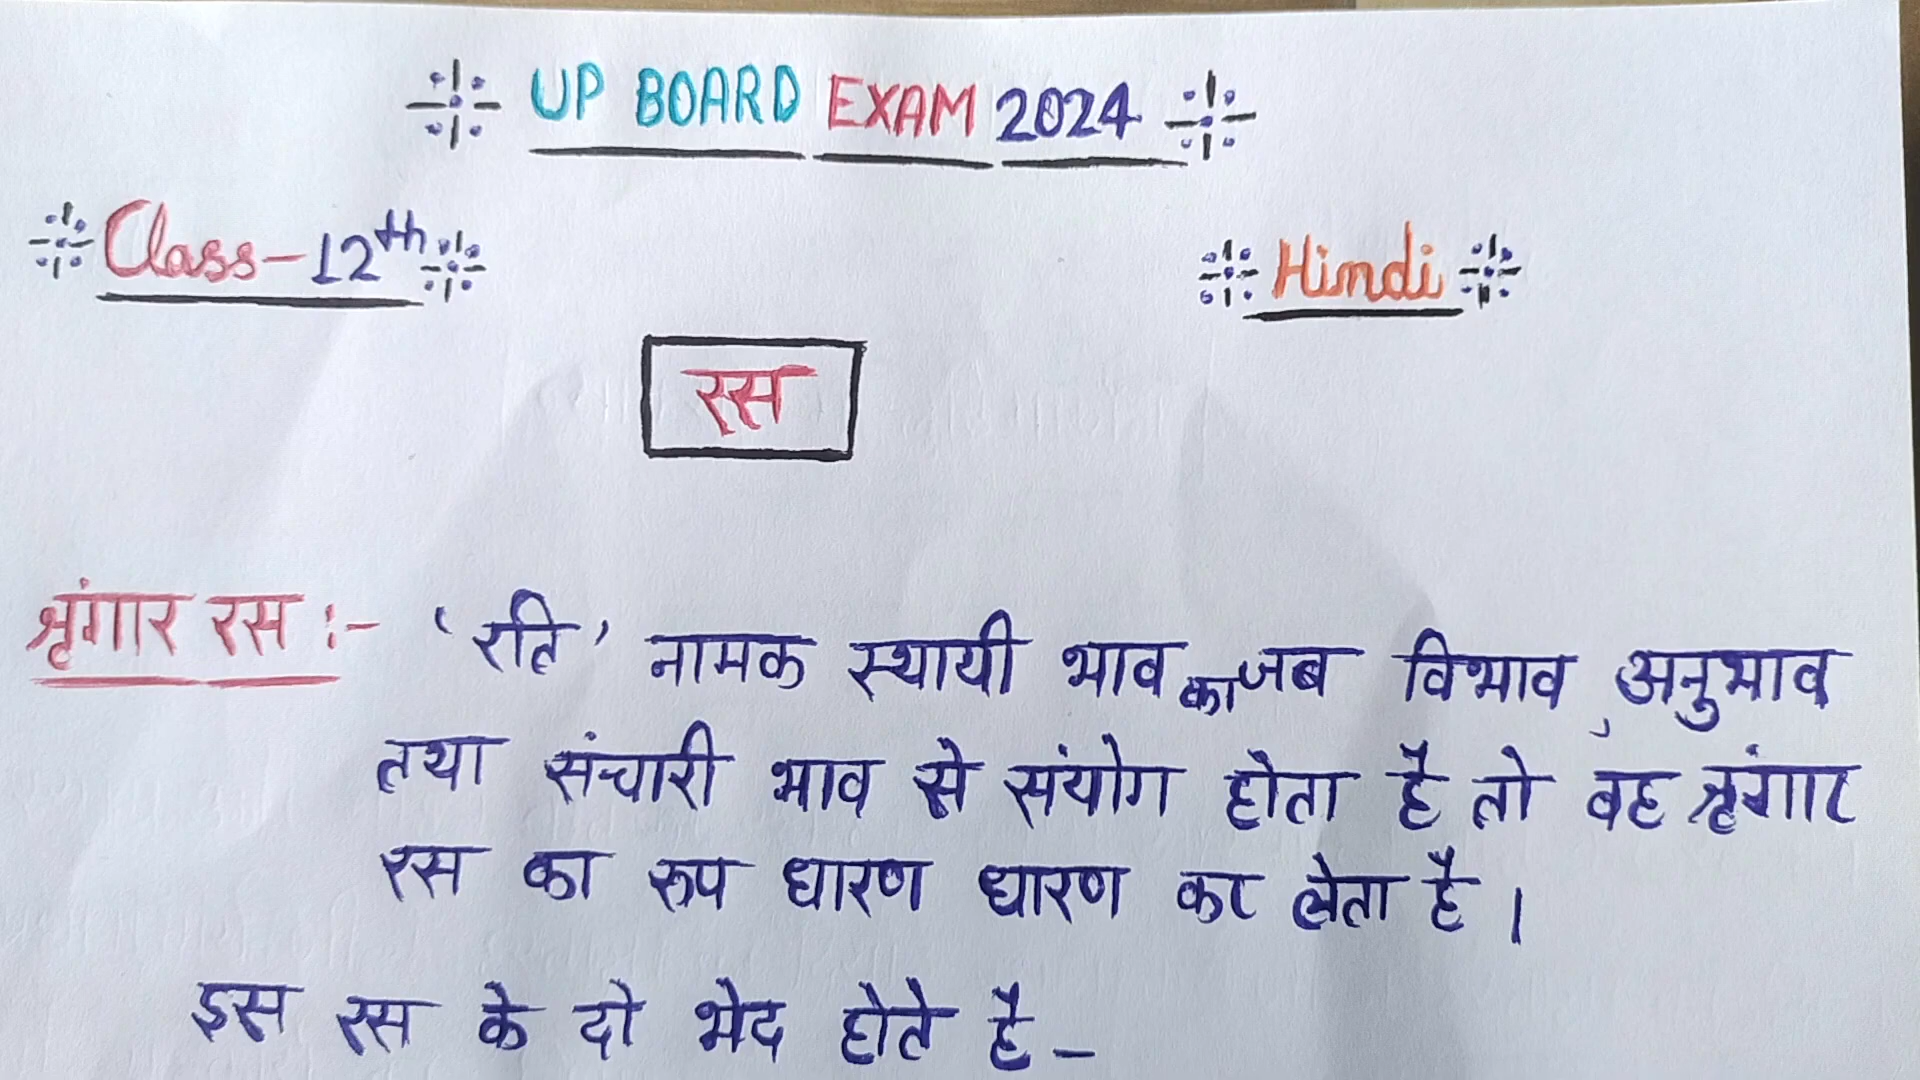 UP BOARD EXAM 2024
Class-12th Hindi
रस
श्रृंगार रस :- 'रति' नामक स्थायी भाव का जब विभाव, अनुभाव
तथा संचारी भाव से संयोग होता है तो वह श्रृंगार
रस का रूप धारण धारण कर लेता है।
इस रस के दो भेद होते है-